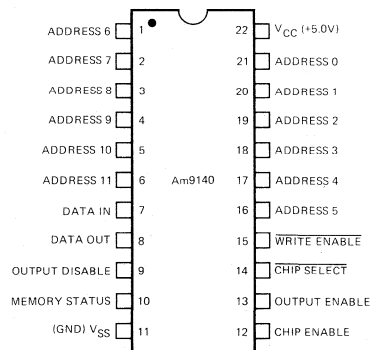 ADDRESS 6 1 22 VCC (+5.0V)
ADDRESS 7 2 21 ADDRESS 0
ADDRESS 8 3 20 ADDRESS 1
ADDRESS 9 4 19 ADDRESS 2
ADDRESS 10 5 18 ADDRESS 3
ADDRESS 11 6 Am9140 17 ADDRESS 4
DATA IN 7 16 ADDRESS 5
DATA OUT 8 15 WRITE ENABLE
OUTPUT DISABLE 9 14 CHIP SELECT
MEMORY STATUS 10 13 OUTPUT ENABLE
(GND) VSS 11 12 CHIP ENABLE